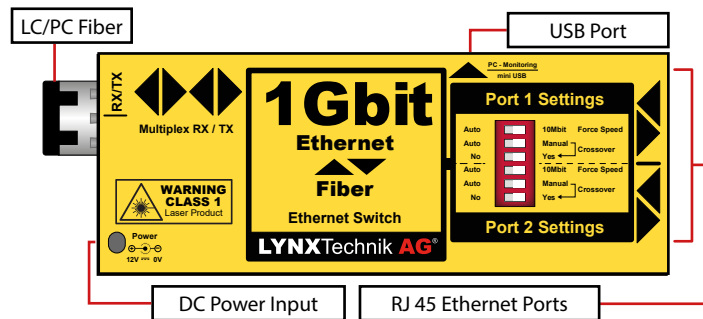 LC/PC Fiber
USB Port
PC - Monitoring
mini USB
RX/TX
Multiplex RX / TX
1Gbit
Ethernet
Fiber
Ethernet Switch
LYNXTechnik AG®
Port 1 Settings
Auto 10Mbit Force Speed
Auto Manual Crossover
No Yes
Auto 10Mbit Force Speed
Auto Manual Crossover
No Yes
Port 2 Settings
WARNING
CLASS 1
Laser Product
Power
12V 0V
DC Power Input
RJ 45 Ethernet Ports